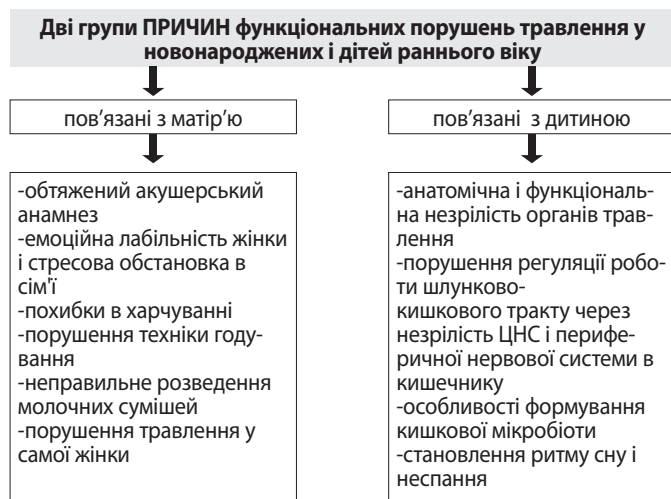 Дві групи ПРИЧИН функціональних порушень травлення у
новонароджених і дітей раннього віку
пов’язані з матір’ю
-обтяжений акушерський
анамнез
-емоційна лабільність жінки
і стресова обстановка в
сім'ї
-похибки в харчуванні
-порушення техніки году-
вання
-неправильне розведення
молочних сумішей
-порушення травлення у
самої жінки
пов’язані з дитиною
-анатомічна і функціональ-
на незрілість органів трав-
лення
-порушення регуляції робо-
ти шлунково-
кишкового тракту через
незрілість ЦНС і перифе-
ричної нервової системи в
кишечнику
-особливості формування
кишкової мікробіоти
-становлення ритму сну і
неспання